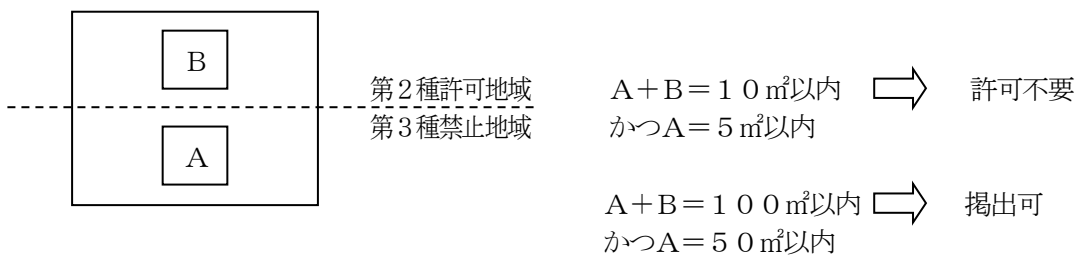 B
第2種許可地域
第3種禁止地域
A
A+B=10㎡以内
かつA=5㎡以内
許可不要
A+B=100㎡以内
かつA=50㎡以内
掲出可